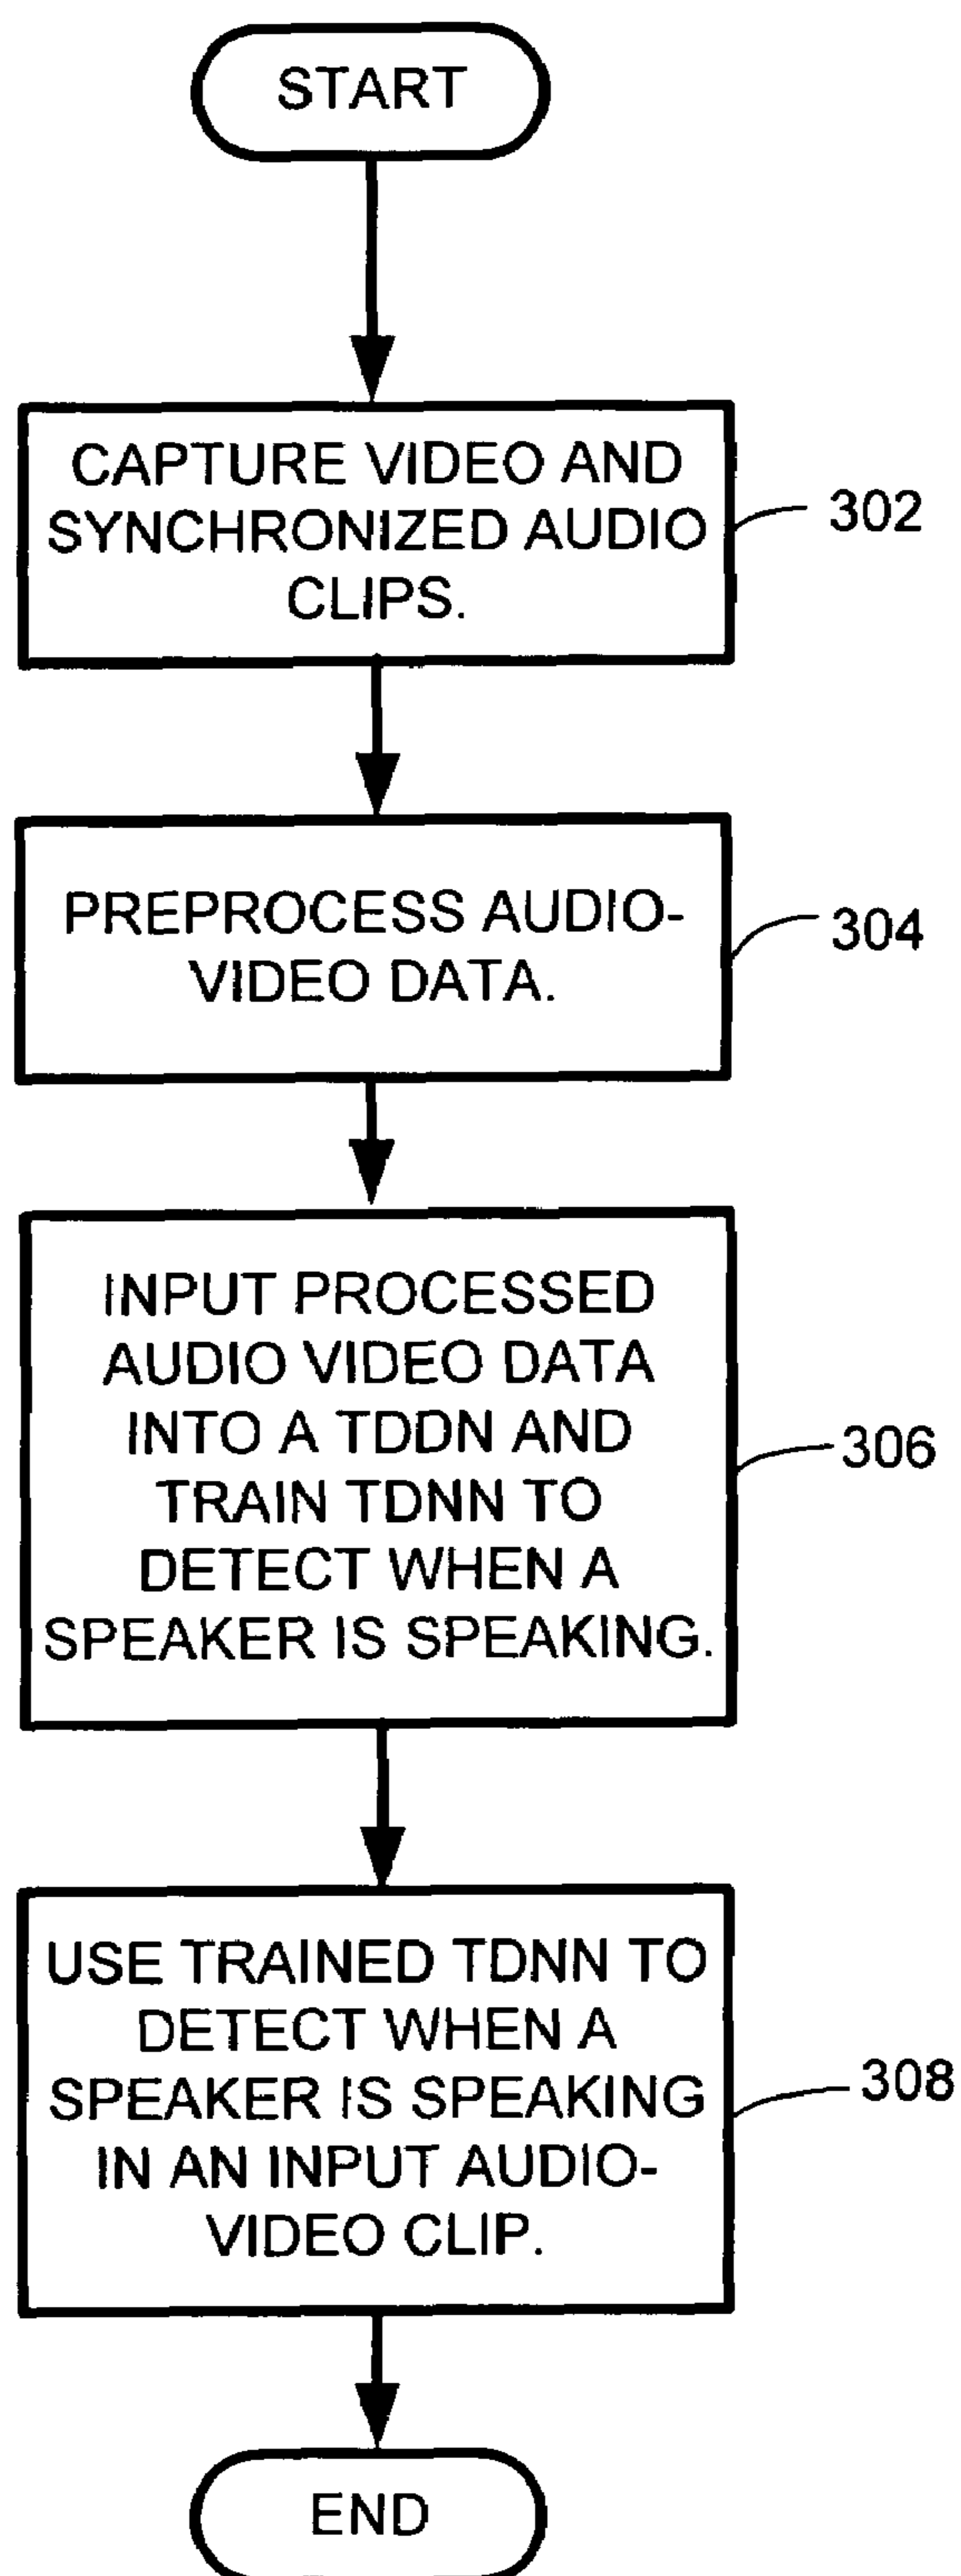 START
CAPTURE VIDEO AND
SYNCHRONIZED AUDIO
CLIPS.
302
PREPROCESS AUDIO-
VIDEO DATA.
304
INPUT PROCESSED
AUDIO VIDEO DATA
INTO A TDDN AND
TRAIN TDNN TO
DETECT WHEN A
SPEAKER IS SPEAKING.
306
USE TRAINED TDNN TO
DETECT WHEN A
SPEAKER IS SPEAKING
IN AN INPUT AUDIO-
VIDEO CLIP.
308
END